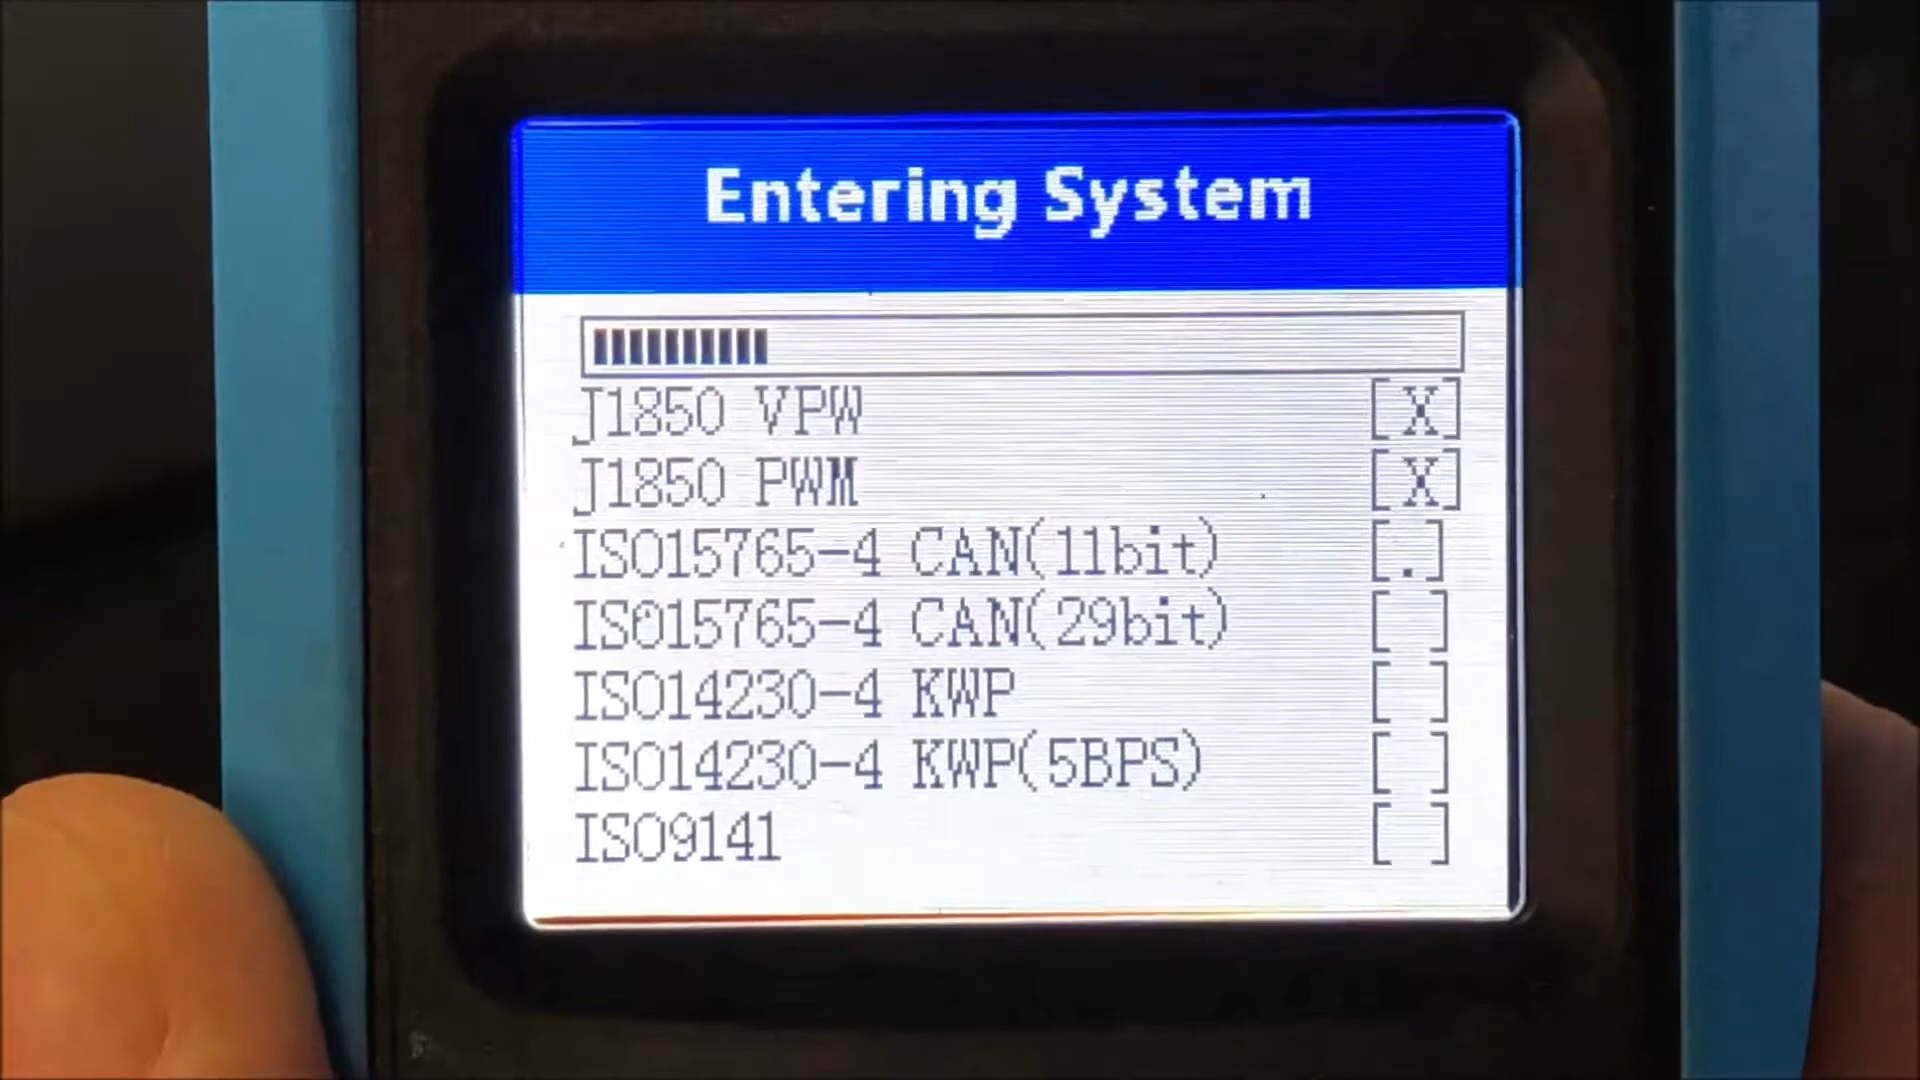 Entering System
J1850 VPW [X]
J1850 PWM [X]
ISO15765-4 CAN(11bit) [.]
ISO15765-4 CAN(29bit) [ ]
ISO14230-4 KWP [ ]
ISO14230-4 KWP(5BPS) [ ]
ISO9141 [ ]